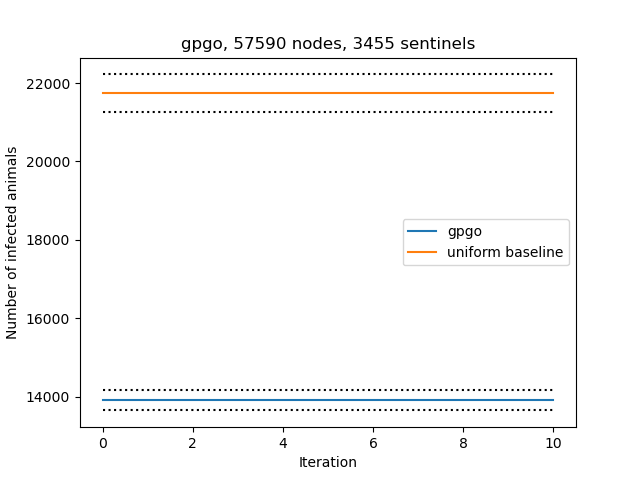 gpgo, 57590 nodes, 3455 sentinels
22000
20000
18000
16000
14000
Number of infected animals
gpgo
uniform baseline
0 2 4 6 8 10
Iteration